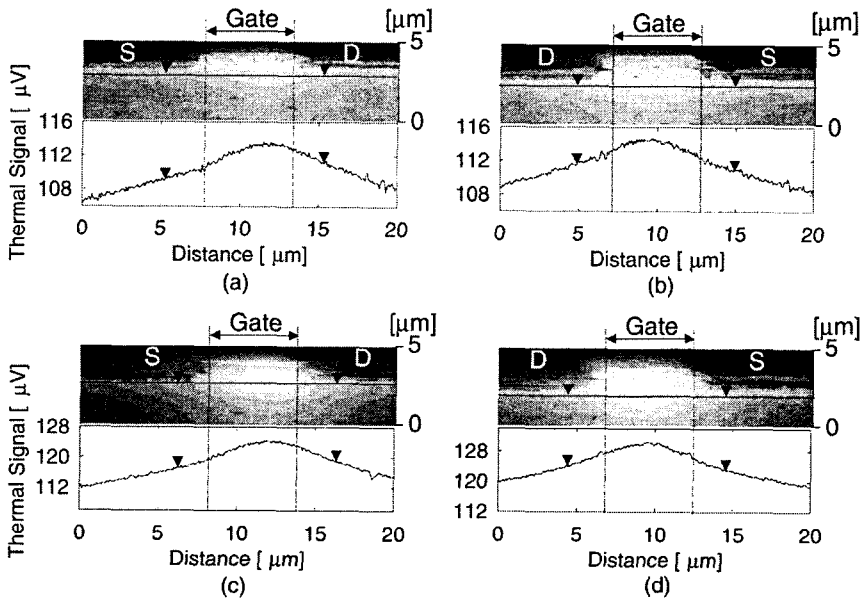 Gate [μm]
S D 5
0
Thermal Signal [ μV]
116
112
108
0 5 10 15 20
Distance [ μm]
(a)
Gate [μm]
D S 5
0
116
112
108
0 5 10 15 20
Distance [ μm]
(b)
Gate [μm]
S D 5
0
Thermal Signal [ μV]
128
120
112
0 5 10 15 20
Distance [ μm]
(c)
Gate [μm]
D S 5
0
128
120
112
0 5 10 15 20
Distance [ μm]
(d)